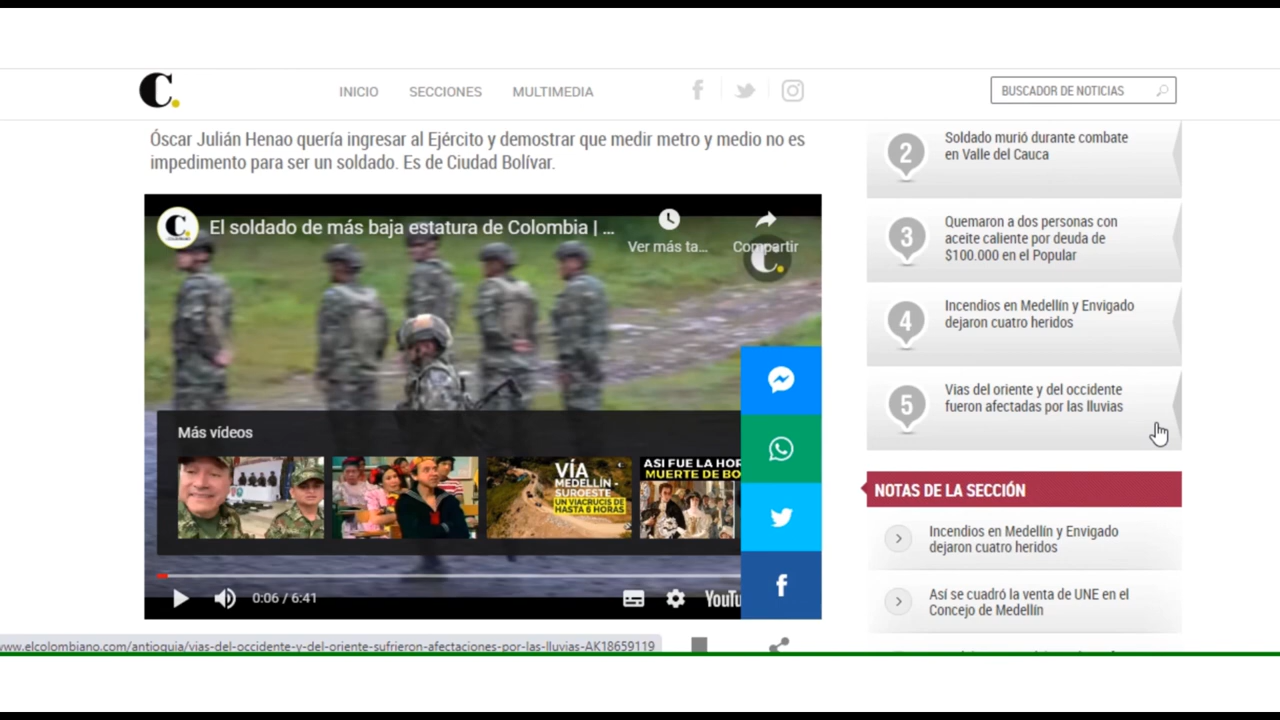 C.
INICIO
SECCIONES
MULTIMEDIA
BUSCADOR DE NOTICIAS
Óscar Julián Henao quería ingresar al Ejército y demostrar que medir metro y medio no es
impedimento para ser un soldado. Es de Ciudad Bolívar.
El soldado de más baja estatura de Colombia | ...
Ver más ta...
Compartir
C.
Más vídeos
VÍA
MEDELLÍN -
SUROESTE
UN VIACRUCIS DE
HASTA 6 HORAS
ASI FUE LA HOR
MUERTE DE BO
0:06 / 6:41
YouTu
2
Soldado murió durante combate
en Valle del Cauca
3
Quemaron a dos personas con
aceite caliente por deuda de
$100.000 en el Popular
4
Incendios en Medellín y Envigado
dejaron cuatro heridos
5
Vias del oriente y del occidente
fueron afectadas por las lluvias
NOTAS DE LA SECCIÓN
Incendios en Medellín y Envigado
dejaron cuatro heridos
Así se cuadró la venta de UNE en el
Concejo de Medellín
www.elcolombiano.com/antioquia/vias-del-occidente-y-del-oriente-sufrieron-afectaciones-por-las-lluvias-AK18659119